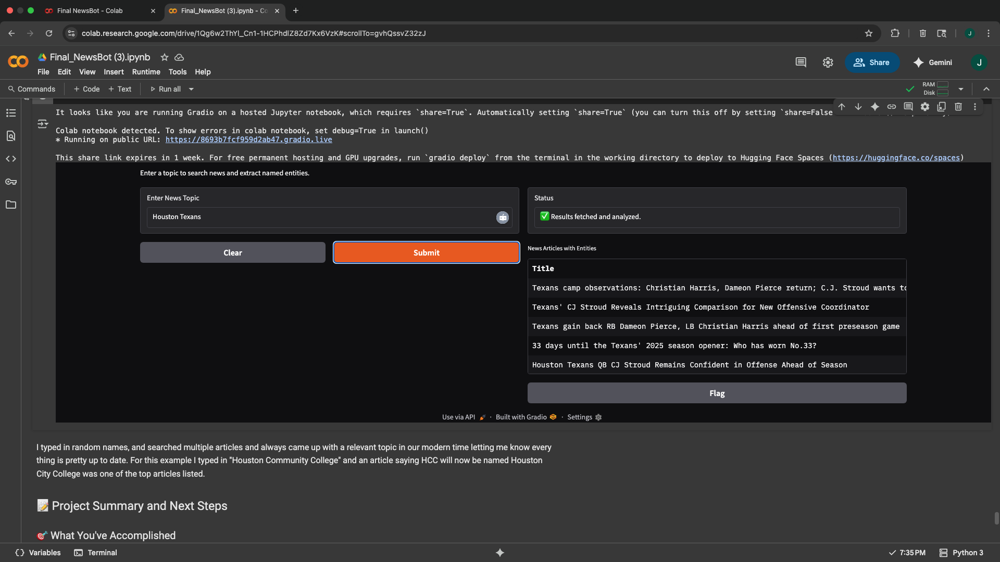 Final NewsBot - Colab
Final_NewsBot (3).ipynb - Co
colab.research.google.com/drive/1Qg6w2ThYl_Cn1-1HCPhdlZ8Zd7Kx6VzK#scrollTo=gvhQssvZ32zJ
J
Final_NewsBot (3).ipynb
Share
Gemini
J
File Edit View Insert Runtime Tools Help
Commands + Code + Text Run all
RAM
Disk
It looks like you are running Gradio on a hosted Jupyter notebook, which requires `share=True`. Automatically setting `share=True` (you can turn this off by setting `share=False
Colab notebook detected. To show errors in colab notebook, set debug=True in launch()
* Running on public URL: https://8693b7fcf959d2ab47.gradio.live
This share link expires in 1 week. For free permanent hosting and GPU upgrades, run `gradio deploy` from the terminal in the working directory to deploy to Hugging Face Spaces (https://huggingface.co/spaces)
Enter a topic to search news and extract named entities.
Enter News Topic
Houston Texans
Clear
Submit
Status
✅ Results fetched and analyzed.
News Articles with Entities
Title
Texans camp observations: Christian Harris, Dameon Pierce return; C.J. Stroud wants to
Texans' CJ Stroud Reveals Intriguing Comparison for New Offensive Coordinator
Texans gain back RB Dameon Pierce, LB Christian Harris ahead of first preseason game
33 days until the Texans' 2025 season opener: Who has worn No.33?
Houston Texans QB CJ Stroud Remains Confident in Offense Ahead of Season
Flag
Use via API 🚀 · Built with Gradio · Settings
I typed in random names, and searched multiple articles and always came up with a relevant topic in our modern time letting me know every
thing is pretty up to date. For this example I typed in "Houston Community College" and an article saying HCC will now be named Houston
City College was one of the top articles listed.
📝 Project Summary and Next Steps
🎯 What You've Accomplished
Variables
Terminal
7:35 PM
Python 3